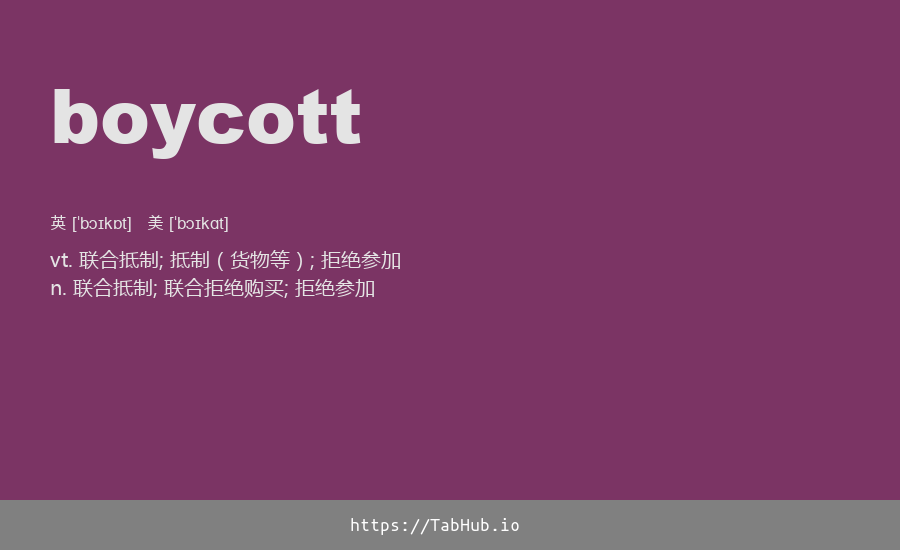 boycott
英 [ˈbɔɪkɒt] 美 [ˈbɔɪkɑt]
vt. 联合抵制; 抵制（货物等）; 拒绝参加
n. 联合抵制; 联合拒绝购买; 拒绝参加
https://TabHub.io